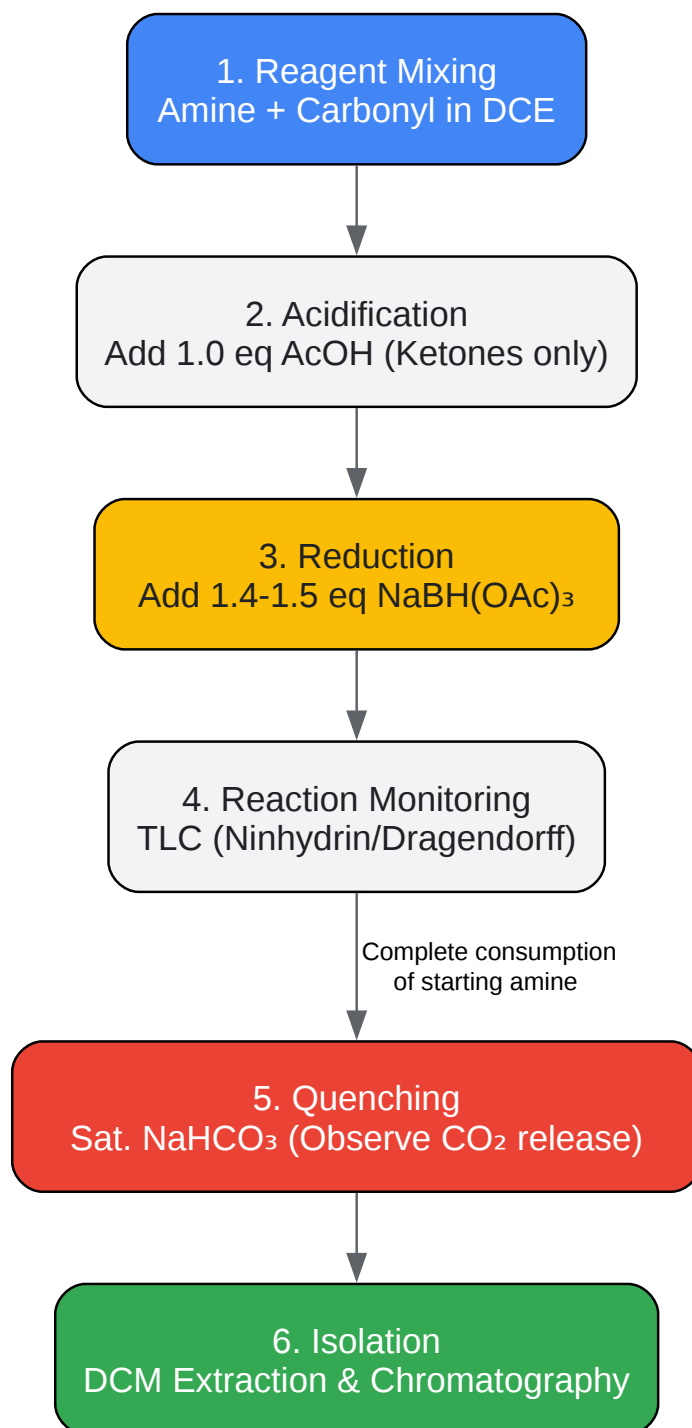 1. Reagent Mixing
Amine + Carbonyl in DCE
2. Acidification
Add 1.0 eq AcOH (Ketones only)
3. Reduction
Add 1.4-1.5 eq NaBH(OAc)₃
4. Reaction Monitoring
TLC (Ninhydrin/Dragendorff)
Complete consumption
of starting amine
5. Quenching
Sat. NaHCO₃ (Observe CO₂ release)
6. Isolation
DCM Extraction & Chromatography